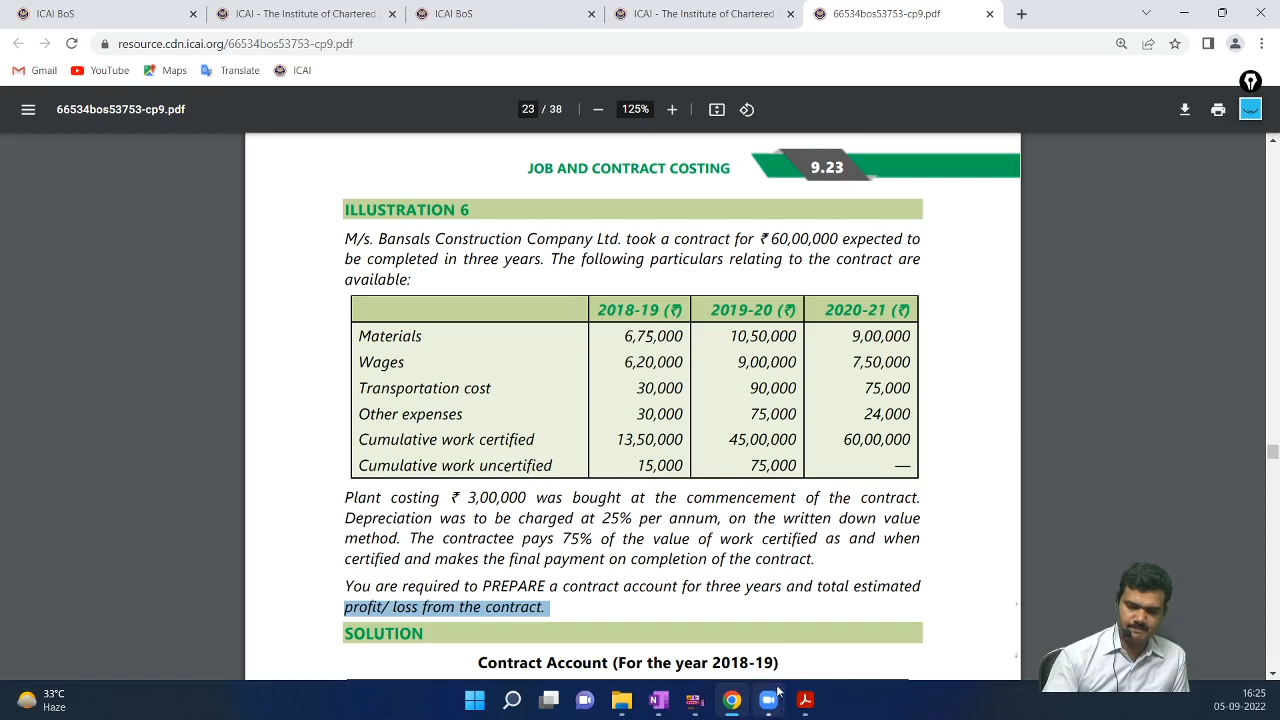 ICAI BoS
ICAI - The Institute of Chartered
ICAI BoS
ICAI - The Institute of Chartered
66534bos53753-cp9.pdf
resource.cdn.icai.org/66534bos53753-cp9.pdf
Gmail
YouTube
Maps
Translate
ICAI
66534bos53753-cp9.pdf
23 / 38
125%
JOB AND CONTRACT COSTING 9.23
ILLUSTRATION 6
M/s. Bansals Construction Company Ltd. took a contract for ₹ 60,00,000 expected to
be completed in three years. The following particulars relating to the contract are
available:
2018-19 (₹) 2019-20 (₹) 2020-21 (₹)
Materials 6,75,000 10,50,000 9,00,000
Wages 6,20,000 9,00,000 7,50,000
Transportation cost 30,000 90,000 75,000
Other expenses 30,000 75,000 24,000
Cumulative work certified 13,50,000 45,00,000 60,00,000
Cumulative work uncertified 15,000 75,000 —
Plant costing ₹ 3,00,000 was bought at the commencement of the contract.
Depreciation was to be charged at 25% per annum, on the written down value
method. The contractee pays 75% of the value of work certified as and when
certified and makes the final payment on completion of the contract.
You are required to PREPARE a contract account for three years and total estimated
profit/ loss from the contract.
SOLUTION
Contract Account (For the year 2018-19)
33°C
Haze
16:25
05-09-2022